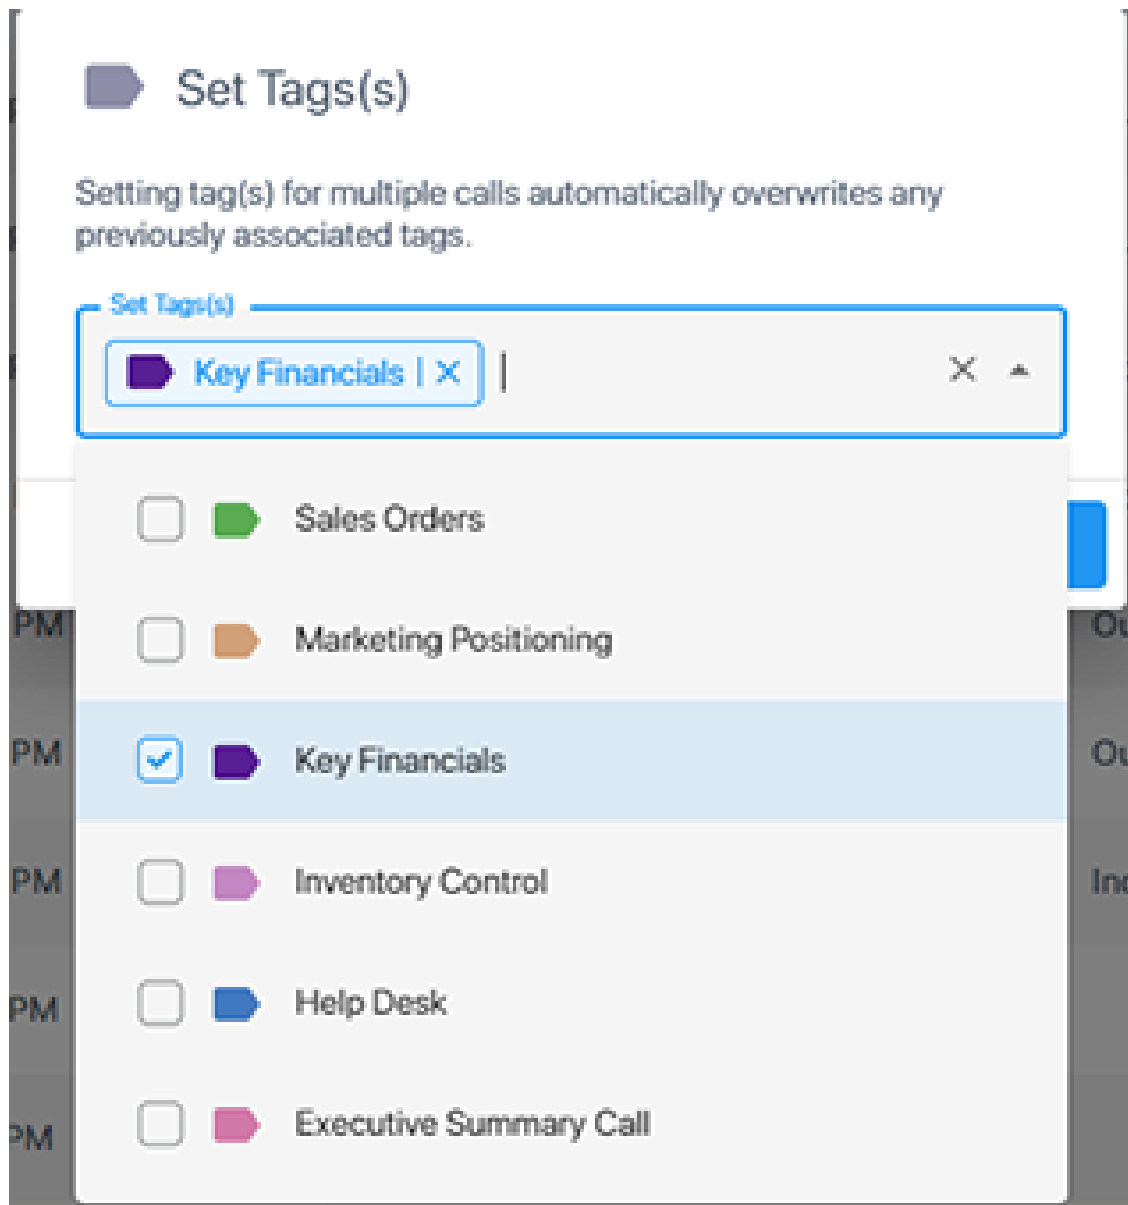 Set Tags(s)
Setting tag(s) for multiple calls automatically overwrites any
previously associated tags.
Set Tags(s)
Key Financials
Sales Orders
Marketing Positioning
PM
PM
Key Financials
PM
Inventory Control
PM
Help Desk
PM
Executive Summary Call